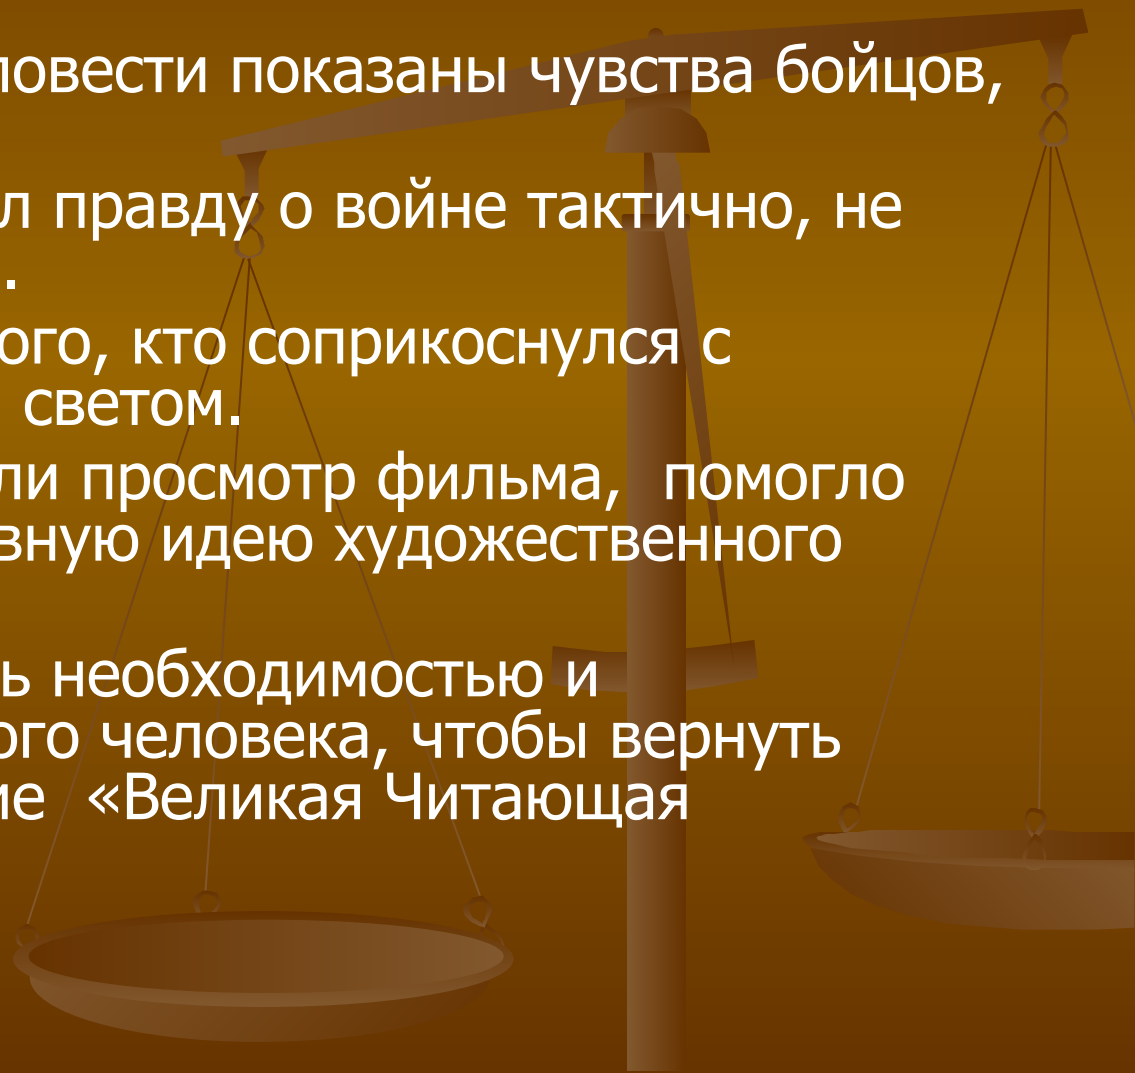 повести показаны чувства бойцов,
л правду о войне тактично, не
.
ого, кто соприкоснулся с
светом.
ли просмотр фильма, помогло
вную идею художественного
ь необходимостью и
ого человека, чтобы вернуть
ие «Великая Читающая